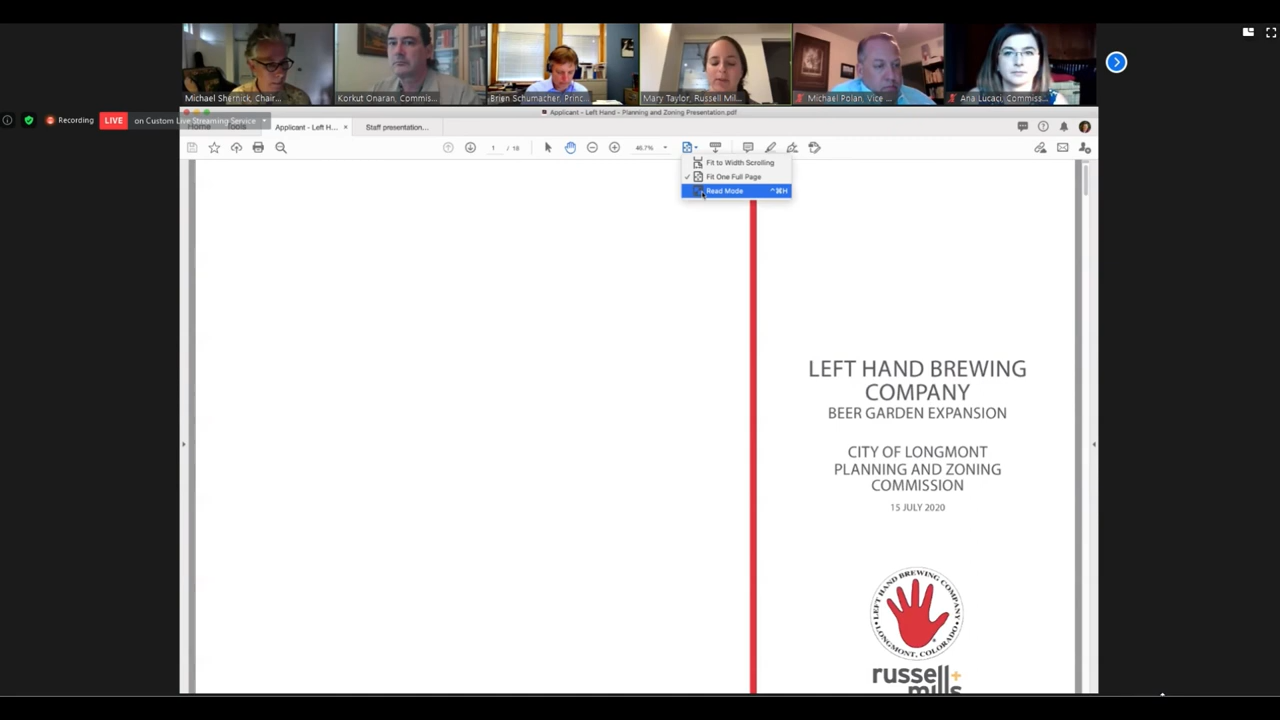 Michael Shernick, Chair...
Korkut Onaran, Commis...
Brien Schumacher, Princ...
Mary Taylor, Russell Mil...
Michael Polan, Vice ...
Ana Lucaci, Commiss...
Recording
LIVE
on Custom Live Streaming Service
Applicant - Left Hand - Planning and Zoning Presentation.pdf
Home
Tools
Applicant - Left H...
Staff presentation...
1 / 18
46.7%
Fit to Width Scrolling
Fit One Full Page
Read Mode ^⌘H
LEFT HAND BREWING
COMPANY
BEER GARDEN EXPANSION
CITY OF LONGMONT
PLANNING AND ZONING
COMMISSION
15 JULY 2020
LEFT HAND BREWING COMPANY
LONGMONT, COLORADO
russell+
mills